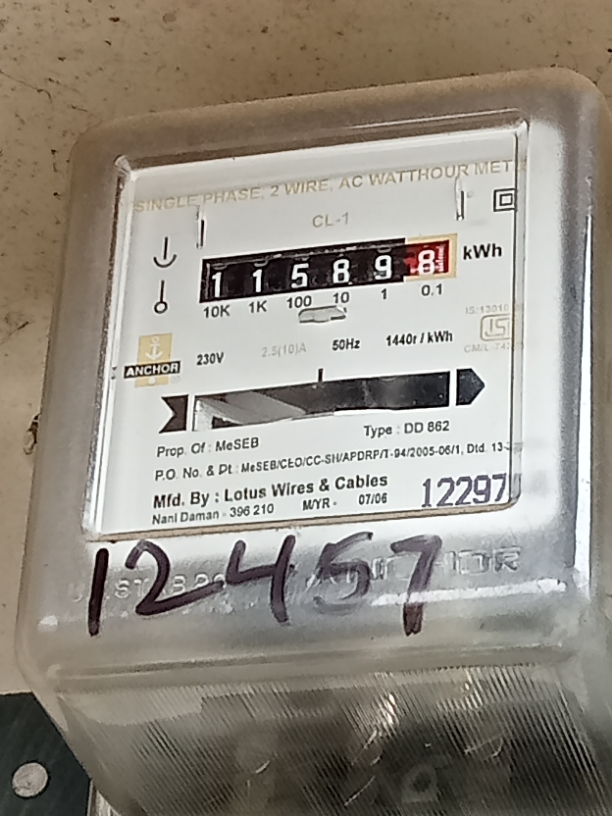 SINGLE PHASE, 2 WIRE, AC WATTHOUR
CL-1
1 1 5 8 9 8 kWh
10K 1K 100 10 1 0.1
ANCHOR 230V 2.5(10)A 50Hz 1440r / kWh
Prop. Of : MeSEB Type : DD 862
P.O. No. & Dt : MeSEB/CEO/CC-SH/APDRP/T-94/2005-06/1, Dtd.
Mfd. By : Lotus Wires & Cables
Nani Daman - 396 210 M/YR - 07/06
12297
12457